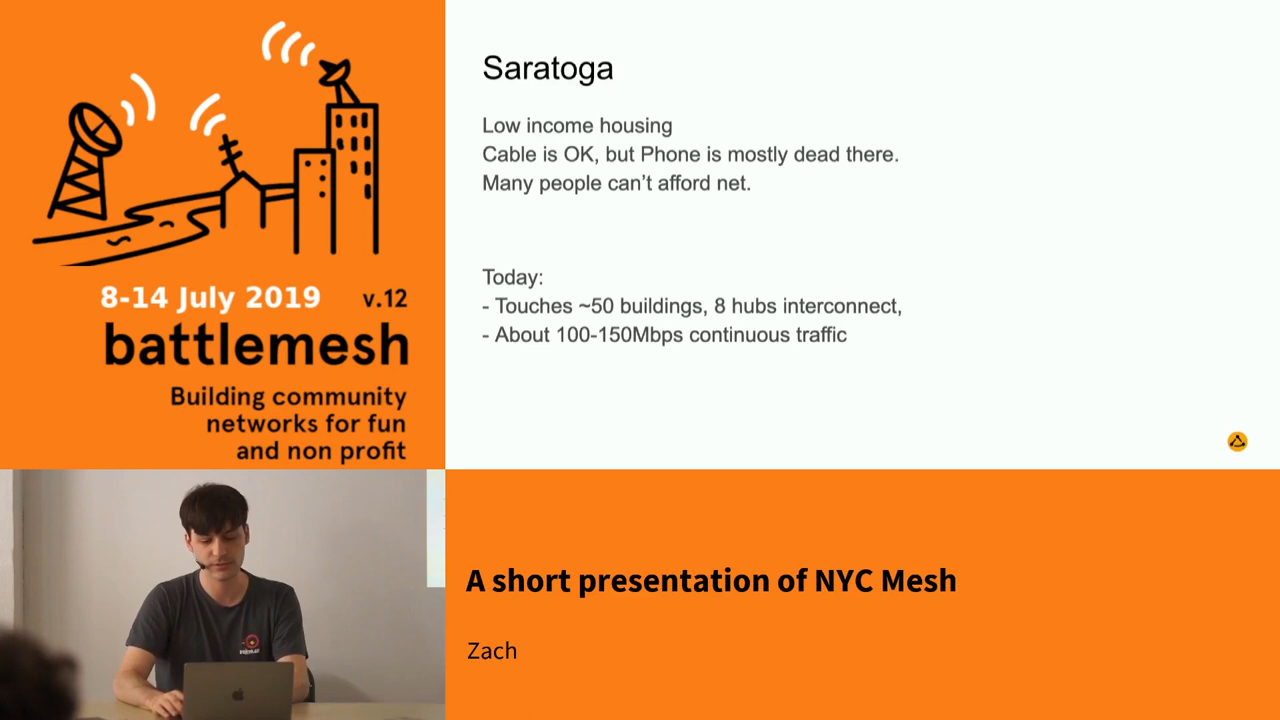 8-14 July 2019 v.12
battlemesh
Building community
networks for fun
and non profit
Saratoga
Low income housing
Cable is OK, but Phone is mostly dead there.
Many people can’t afford net.
Today:
- Touches ~50 buildings, 8 hubs interconnect,
- About 100-150Mbps continuous traffic
A short presentation of NYC Mesh
Zach